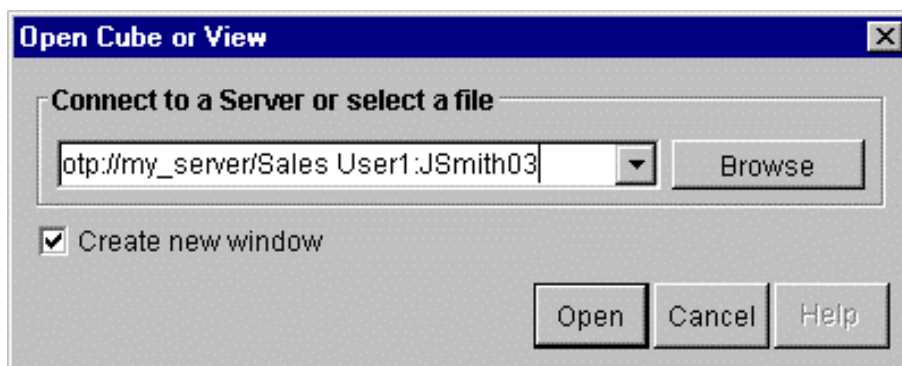 Open Cube or View
Connect to a Server or select a file
otp://my_server/Sales User1:JSmith03
Browse
Create new window
Open
Cancel
Help